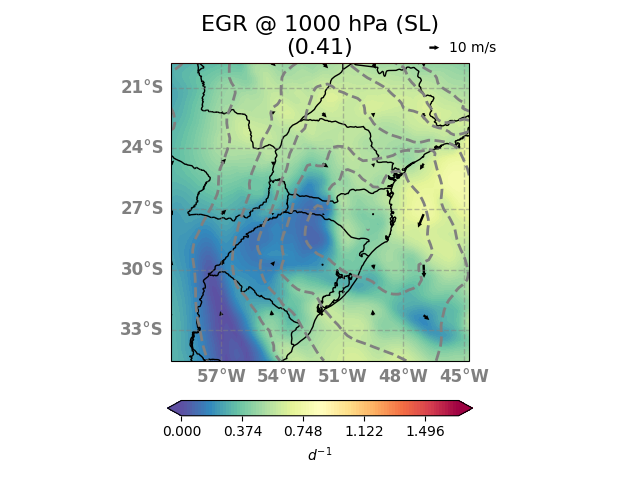 EGR @ 1000 hPa (SL)
(0.41)
10 m/s
21°S
24°S
27°S
30°S
33°S
57°W 54°W 51°W 48°W 45°W
0.000 0.374 0.748 1.122 1.496
d⁻¹